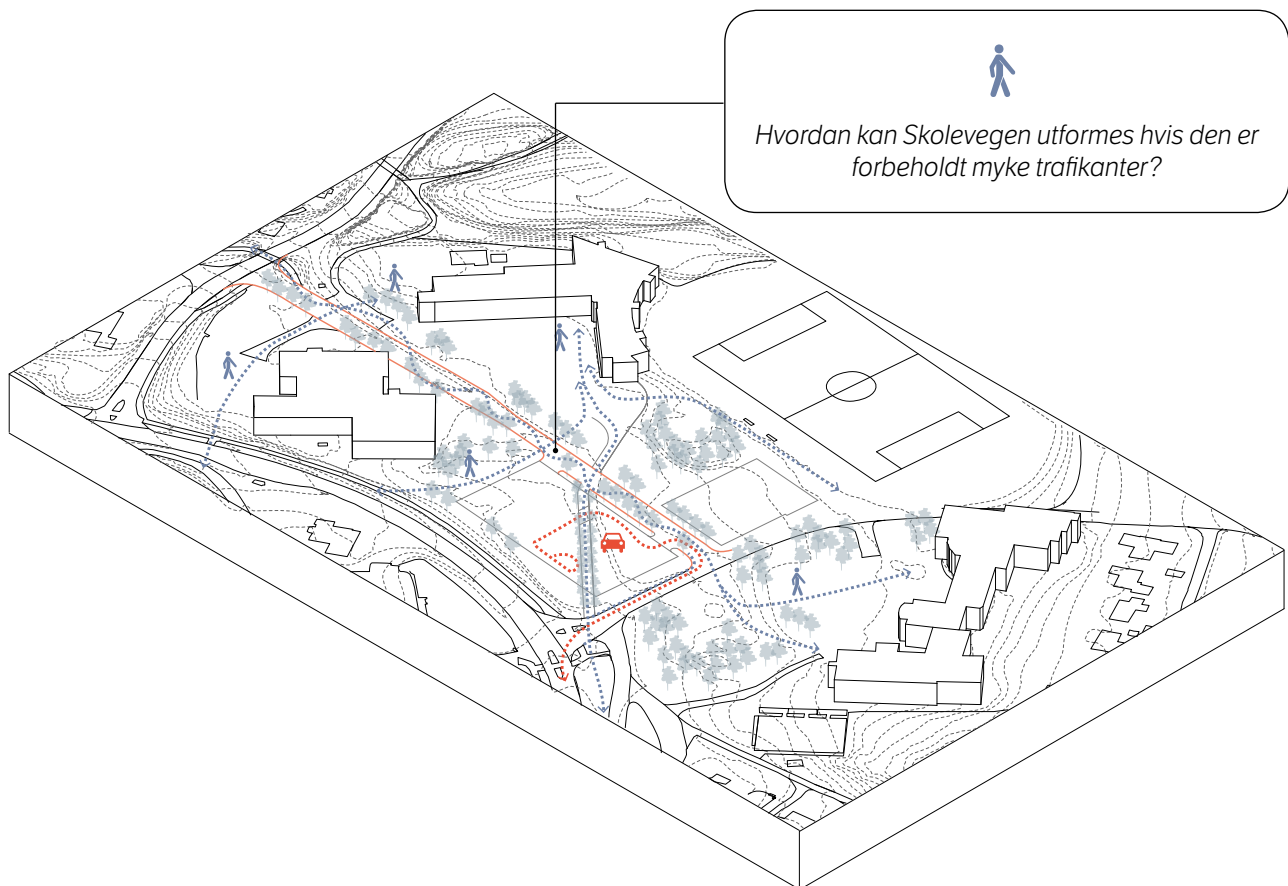 Hvordan kan Skolevegen utformes hvis den er
forbeholdt myke trafikanter?